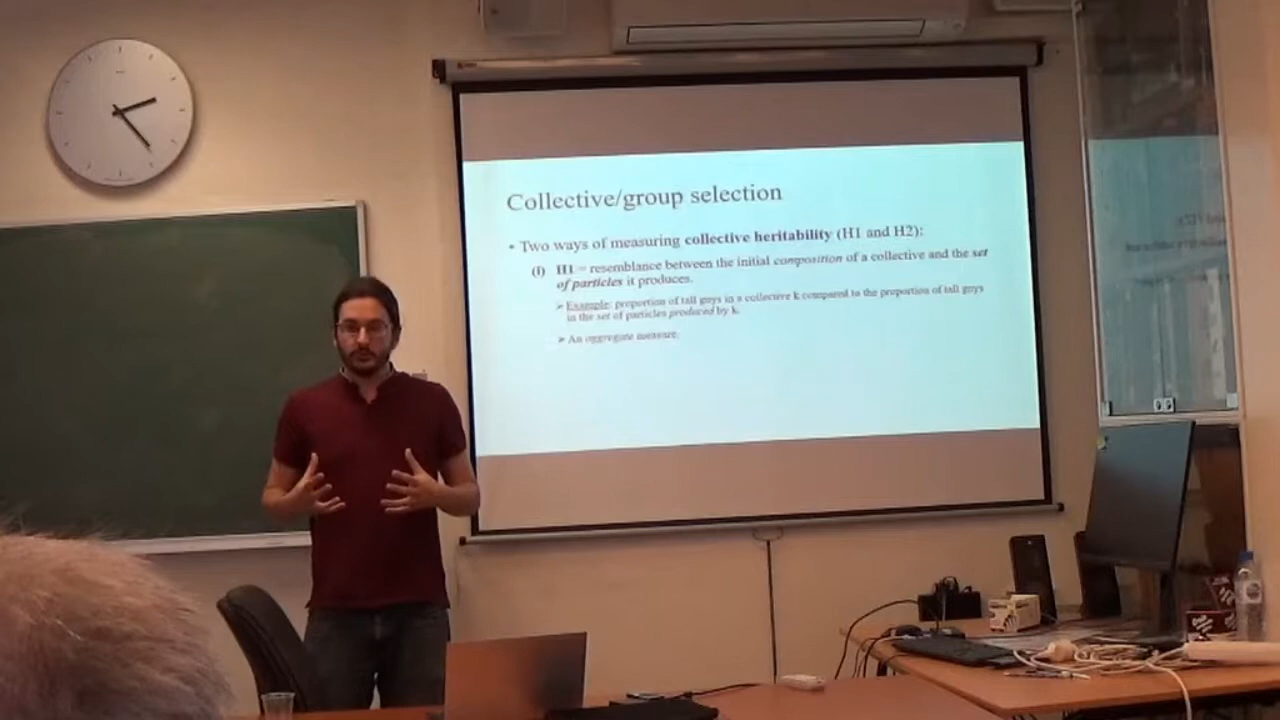 Collective/group selection
• Two ways of measuring collective heritability (H1 and H2):
(I) H1 = resemblance between the initial composition of a collective and the set
of particles it produces.
➢ Example: proportion of tall guys in a collective k compared to the proportion of tall guys
in the set of particles produced by k.
➢ An aggregate measure.